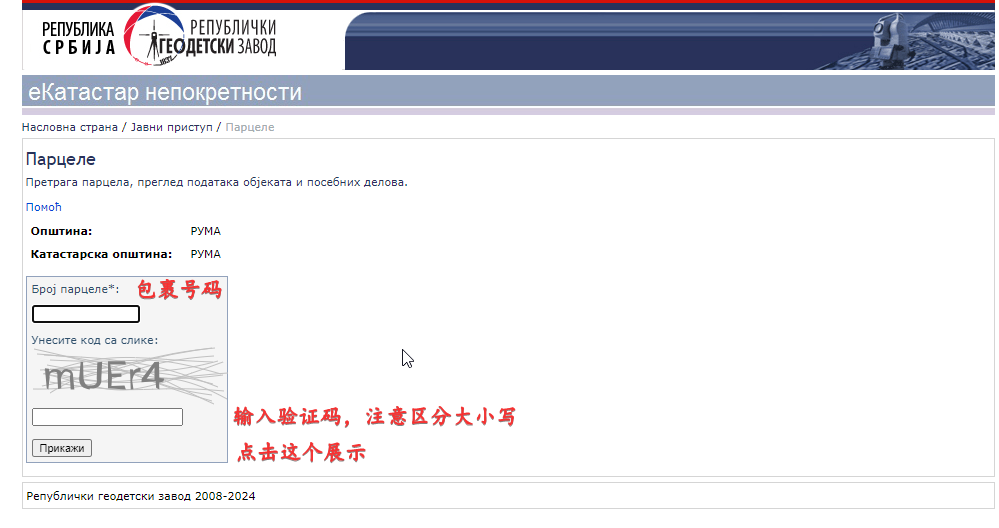 РЕПУБЛИКА
СРБИЈА
РЕПУБЛИЧКИ
ГЕОДЕТСКИ ЗАВОД
еКатастар непокретности
Насловна страна / Јавни приступ / Парцеле
Парцеле
Претрага парцела, преглед података објеката и посебних делова.
Помоћ
Општина: РУМА
Катастарска општина: РУМА
Број парцеле*: 包裹号码
Унесите код са слике:
mUEr4
输入验证码，注意区分大小写
Прикажи 点击这个展示
Републички геодетски завод 2008-2024